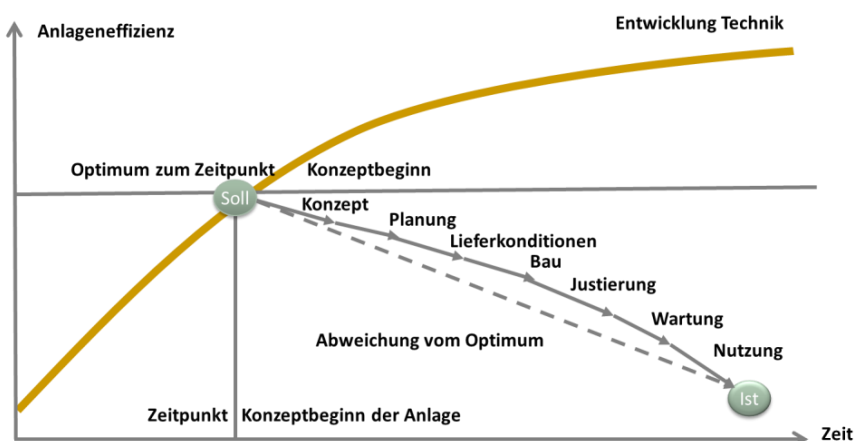 Entwicklung Technik
Anlageneffizienz
Optimum zum Zeitpunkt Konzeptbeginn
Soll
Konzept
Planung
Lieferkonditionen
Bau
Justierung
Wartung
Abweichung vom Optimum
Nutzung
Ist
Zeitpunkt Konzeptbeginn der Anlage
Zeit